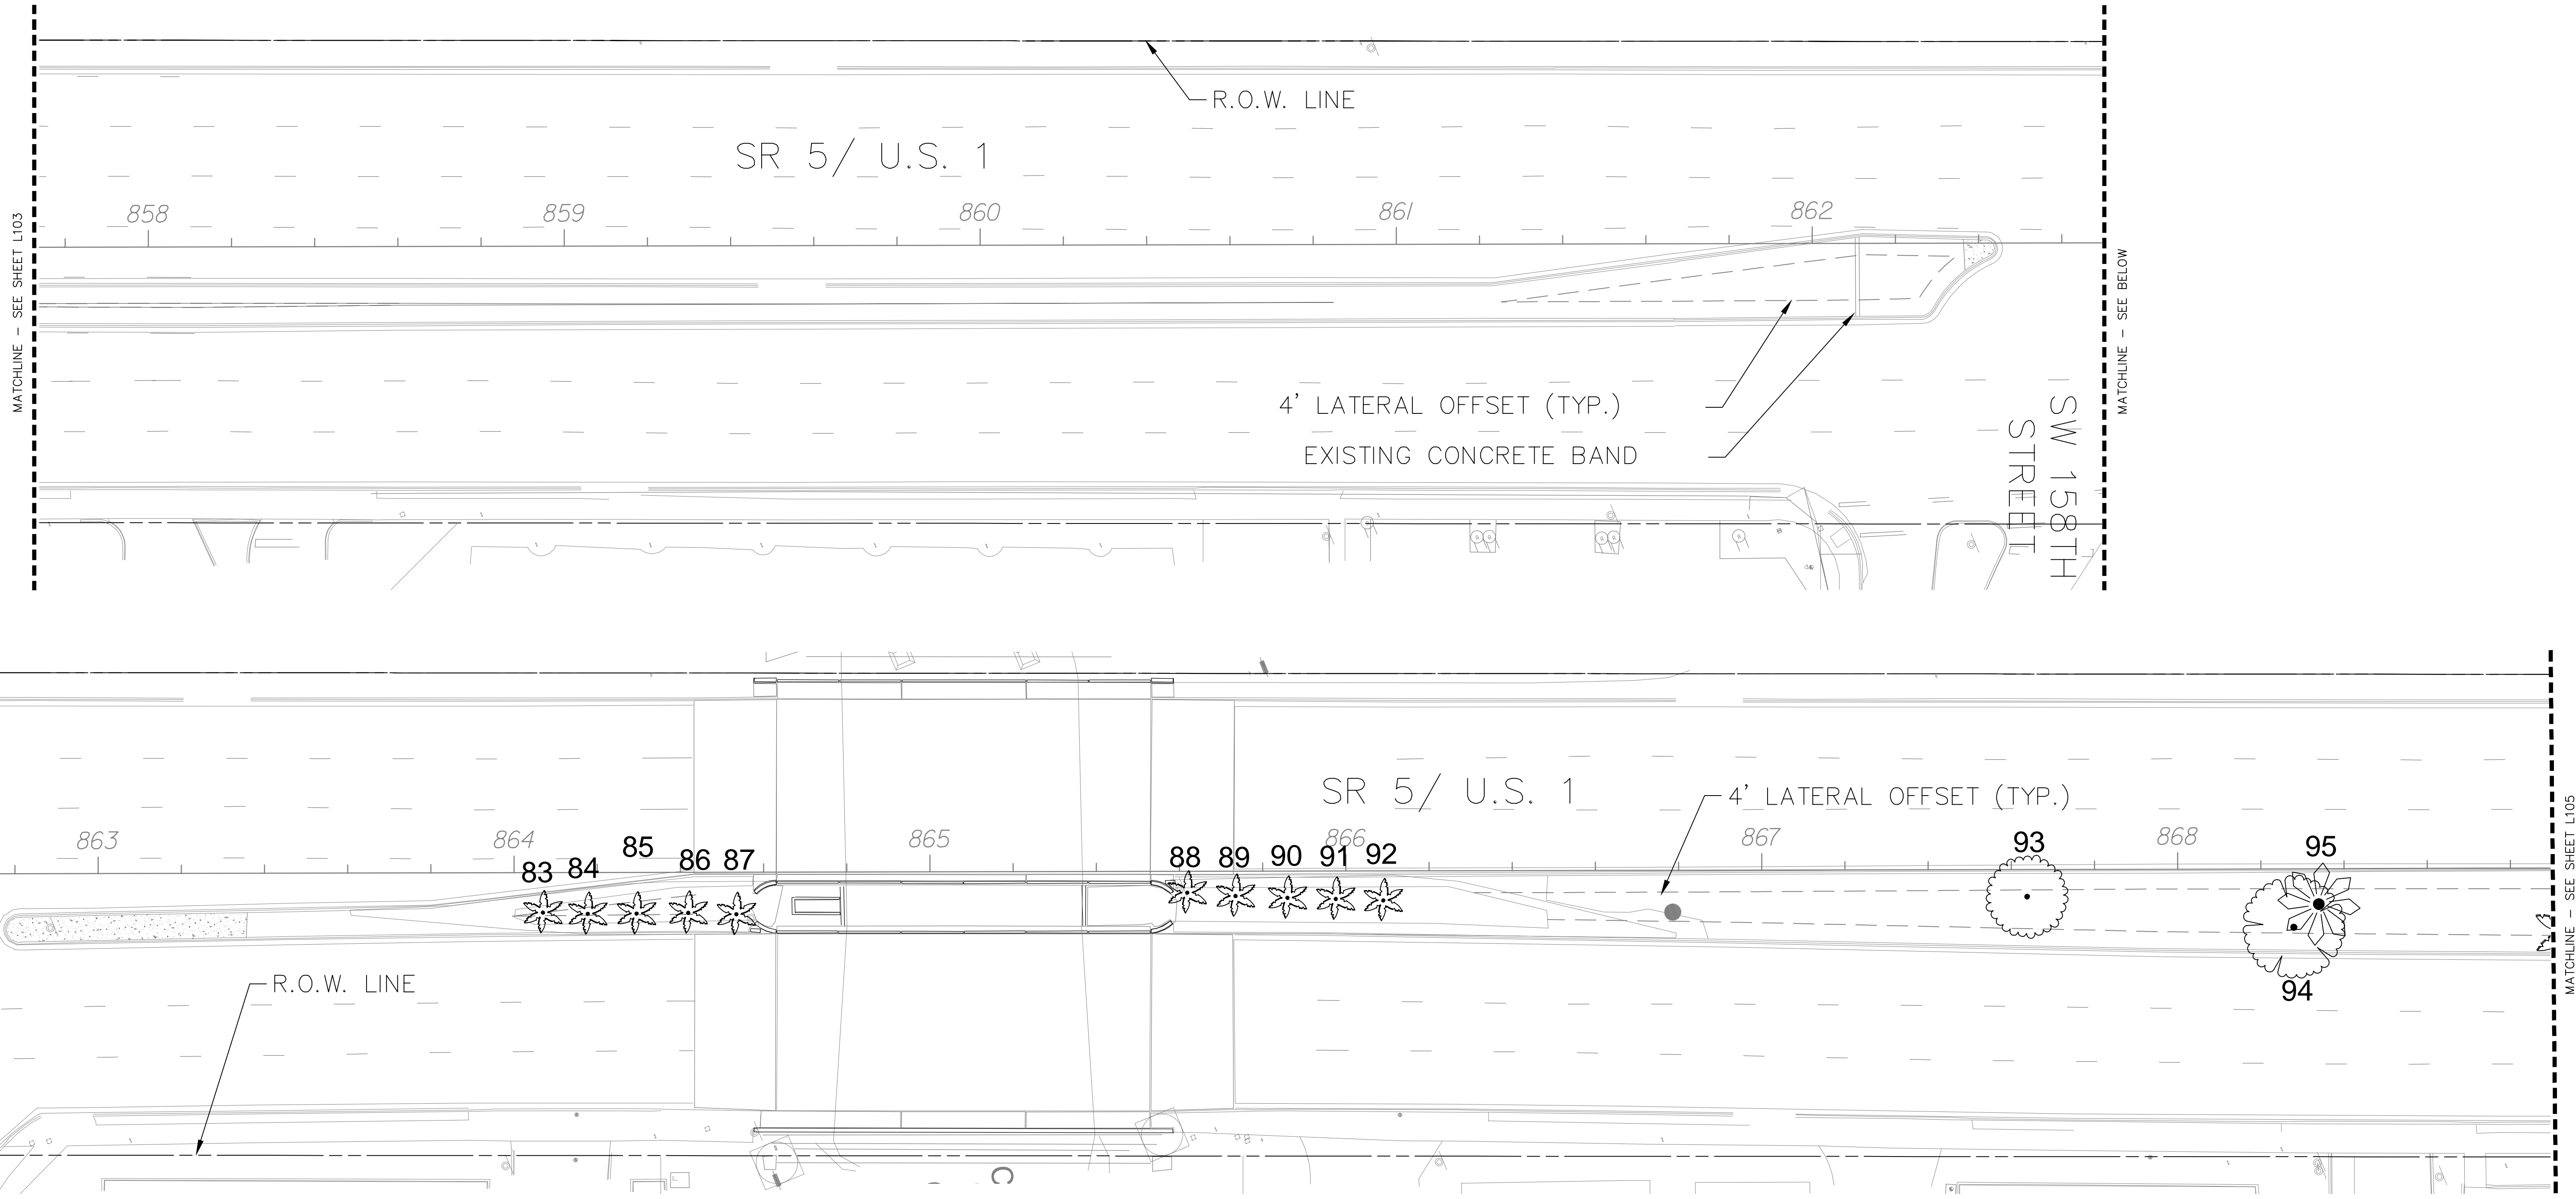 R.O.W. LINE
SR 5/ U.S. 1
858
859
860
861
862
MATCHLINE - SEE SHEET L103
MATCHLINE - SEE BELOW
4' LATERAL OFFSET (TYP.)
EXISTING CONCRETE BAND
SW 158TH
STREET
SR 5/ U.S. 1
4' LATERAL OFFSET (TYP.)
863
864
865
866
867
868
83
84
85
86
87
88
89
90
91
92
93
95
94
R.O.W. LINE
MATCHLINE - SEE SHEET L105
C